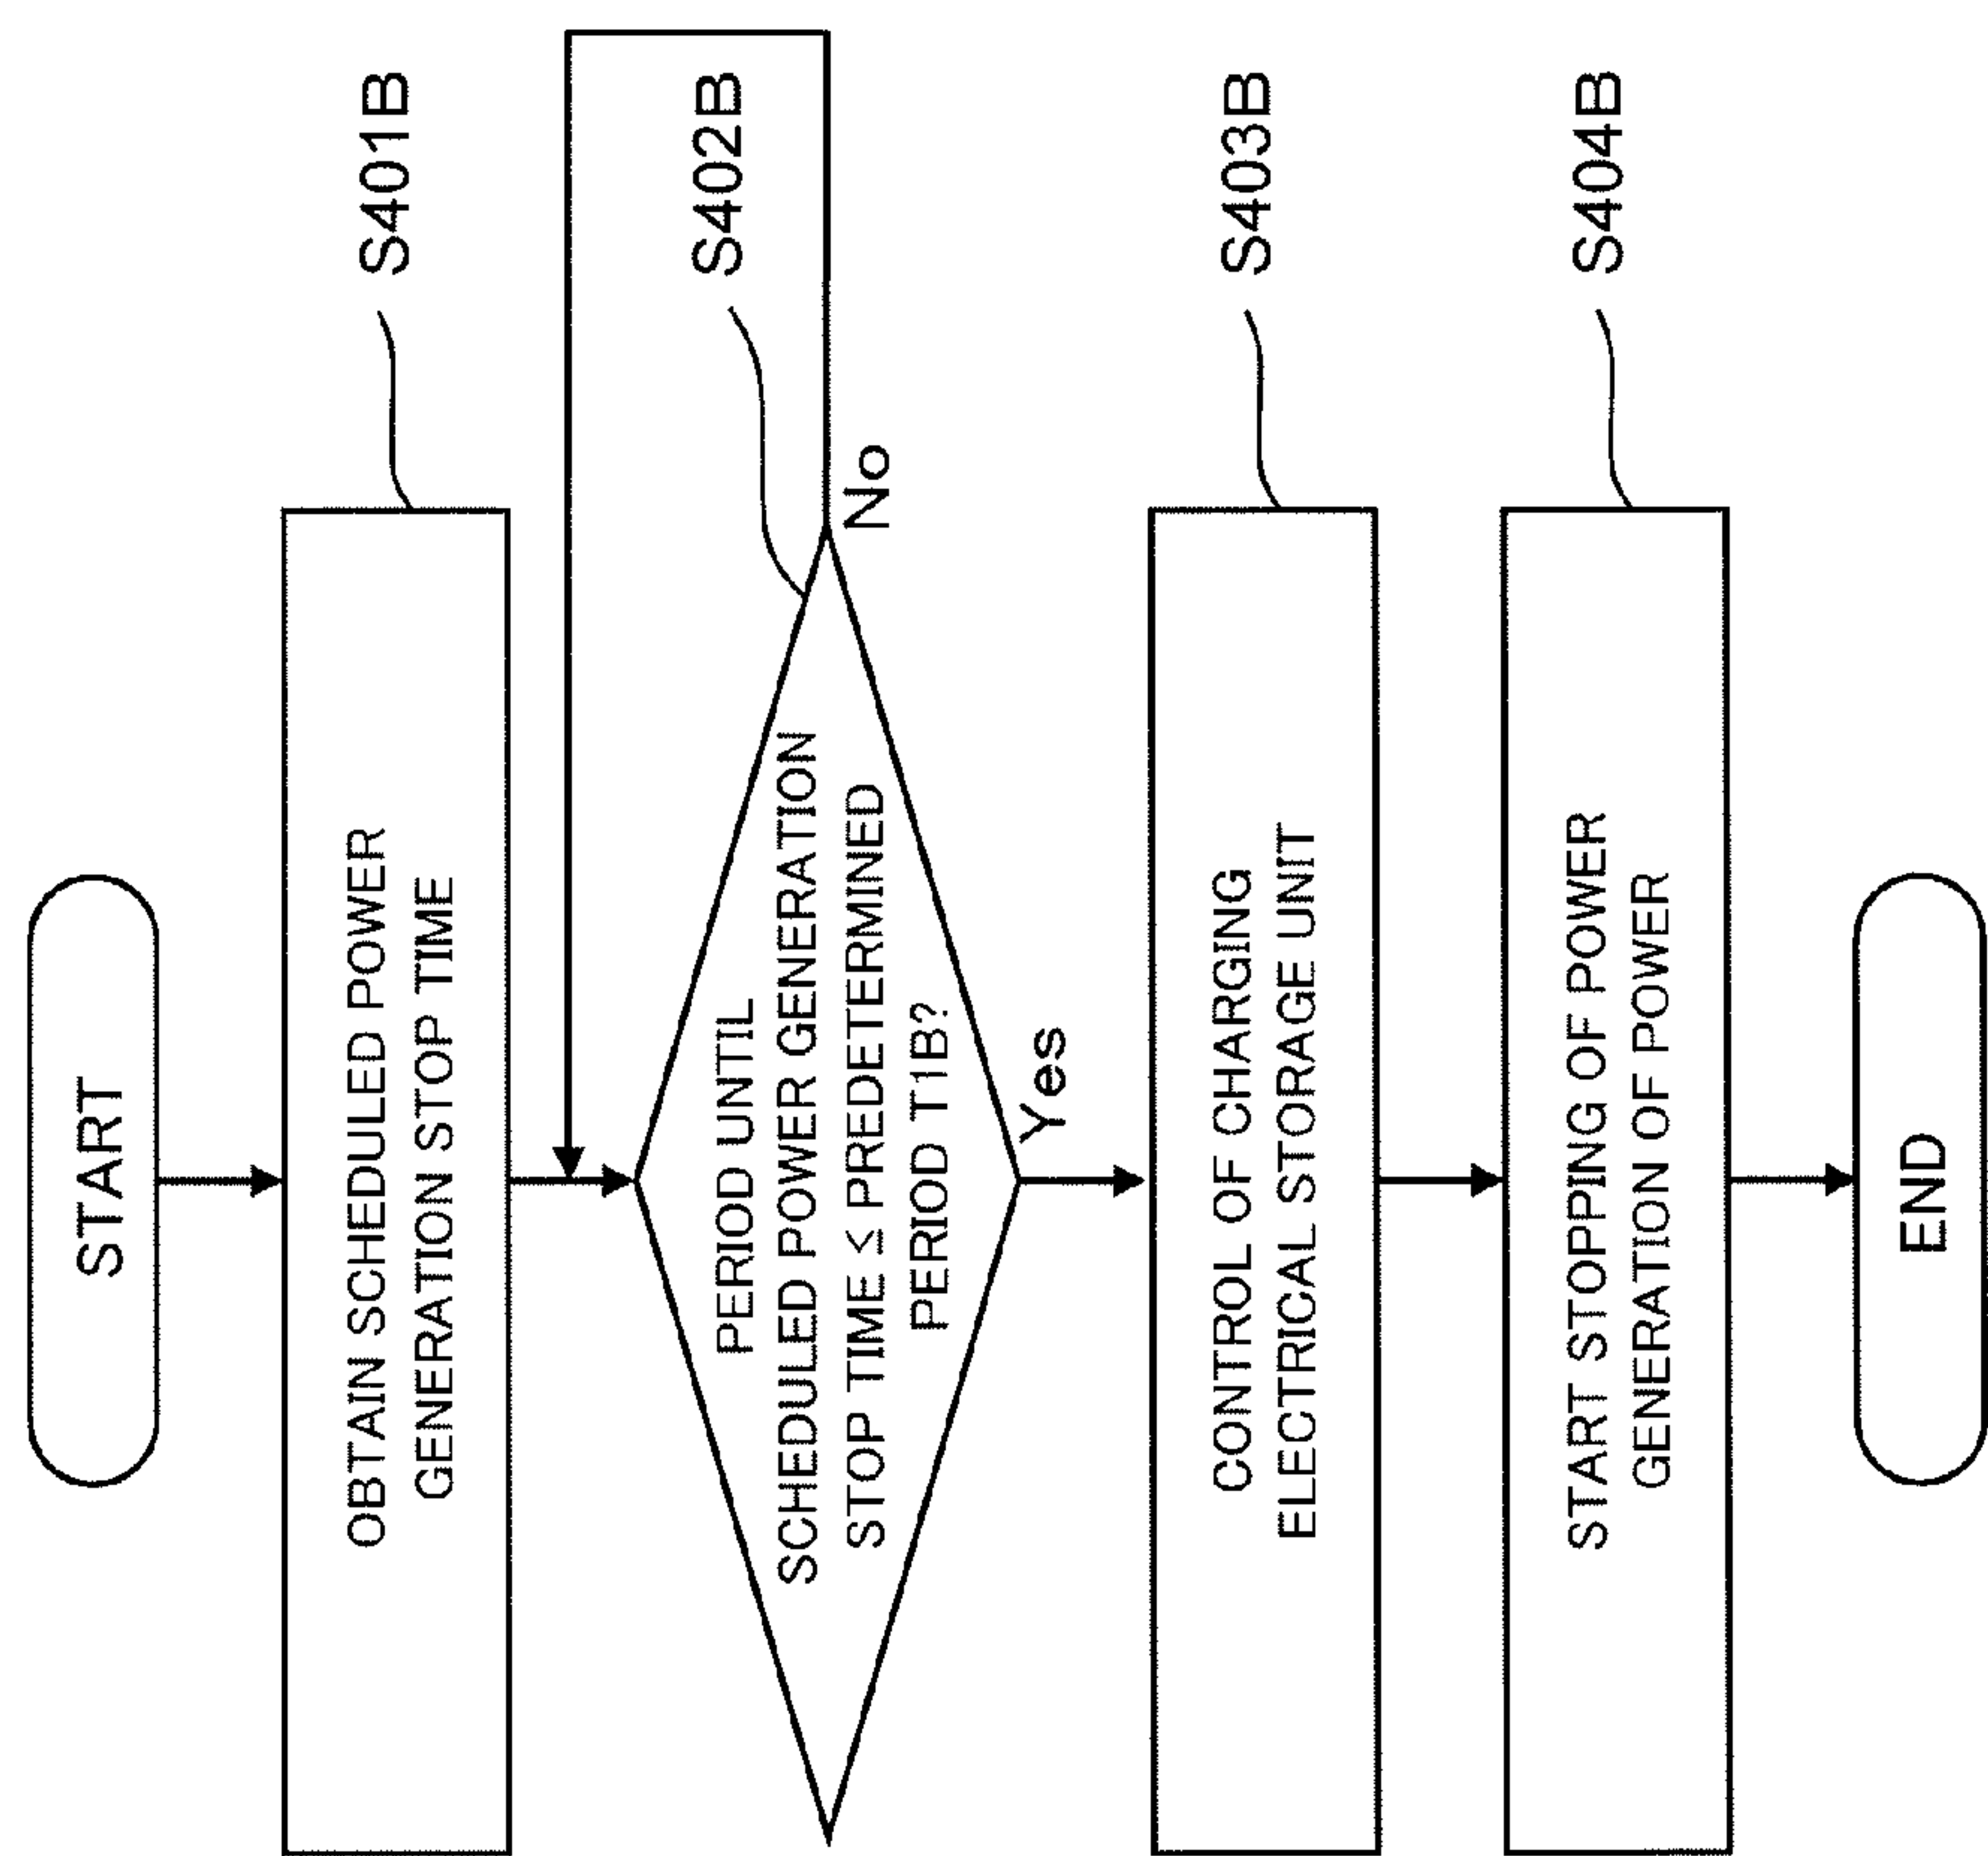 START
OBTAIN SCHEDULED POWER
GENERATION STOP TIME
S401B
PERIOD UNTIL
SCHEDULED POWER GENERATION
STOP TIME ≤ PREDETERMINED
PERIOD T1B?
S402B
No
Yes
CONTROL OF CHARGING
ELECTRICAL STORAGE UNIT
S403B
START STOPPING OF POWER
GENERATION OF POWER
S404B
END